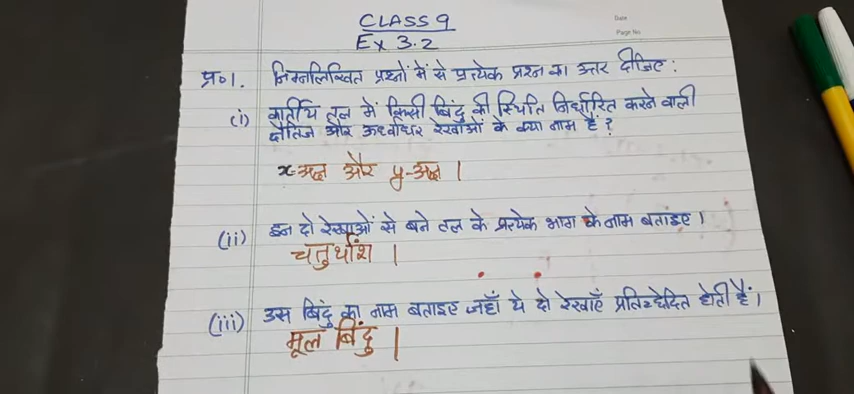 CLASS 9
Date
Page No.
Ex 3.2
प्र०1. निम्नलिखित प्रश्नों में से प्रत्येक प्रश्न का उत्तर दीजिए:
(i) कार्तीय तल में किसी बिंदु की स्थिति निर्धारित करने वाली
क्षैतिज और ऊर्ध्वाधर रेखाओं के क्या नाम हैं?
x-अक्ष और y-अक्ष।
(ii) इन दो रेखाओं से बने तल के प्रत्येक भाग के नाम बताइए।
चतुर्थांश।
(iii) उस बिंदु का नाम बताइए जहाँ ये दो रेखाएँ प्रतिच्छेदित होती हैं।
मूल बिंदु।